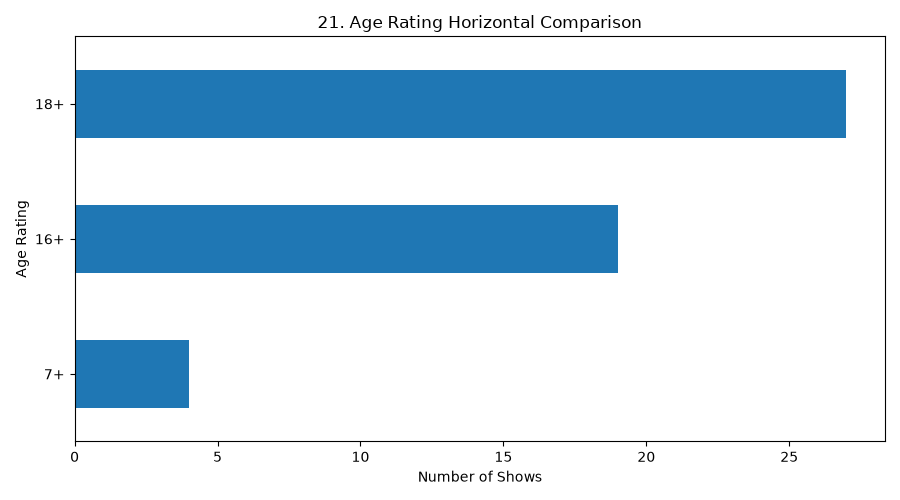 21. Age Rating Horizontal Comparison
18+
16+
7+
Age Rating
0 5 10 15 20 25
Number of Shows